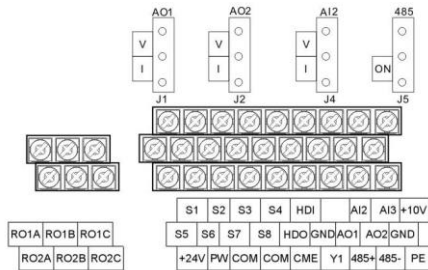 AO1 AO2 AI2 485
V V V
I I I ON
J1 J2 J4 J5
S1 S2 S3 S4 HDI AI2 AI3 +10V
RO1A RO1B RO1C S5 S6 S7 S8 HDO GND AO1 AO2 GND
RO2A RO2B RO2C +24V PW COM COM CME Y1 485+ 485- PE